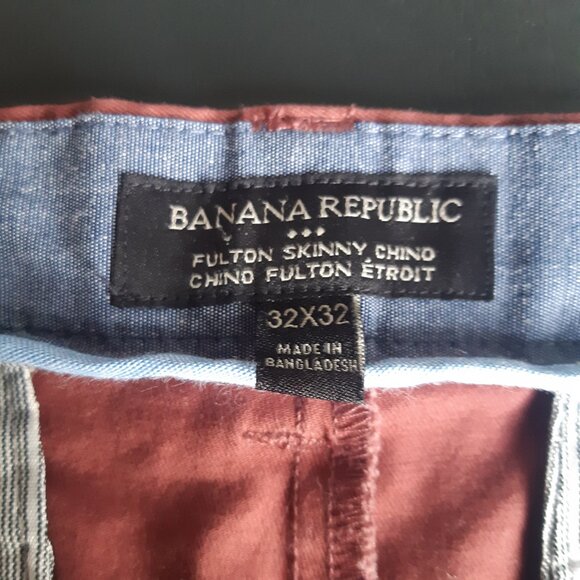 BANANA REPUBLIC
FULTON SKINNY CHINO
CHINO FULTON ÉTROIT
32X32
MADE IN
BANGLADESH